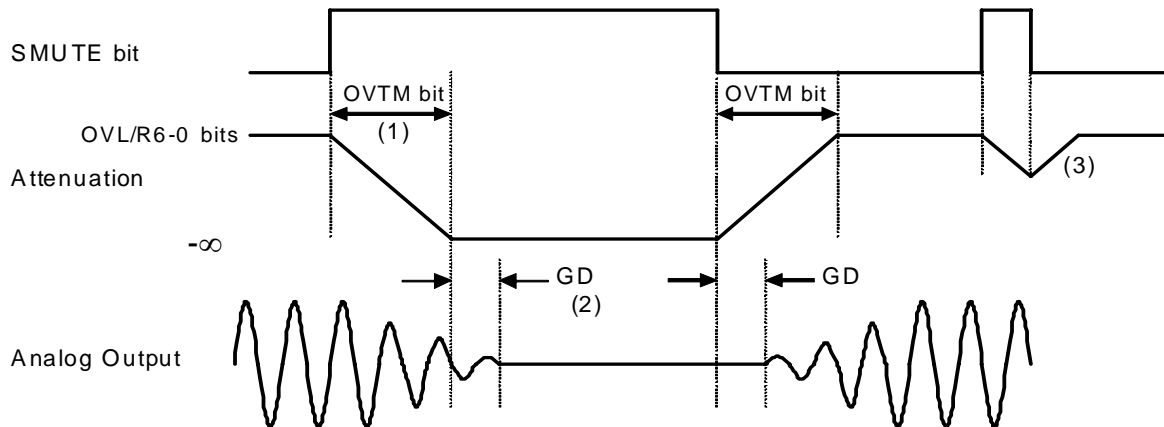 SMUTE bit
OVTM bit
OVTM bit
(1)
OVL/R6-0 bits
Attenuation
(3)
-∞
GD
GD
(2)
Analog Output